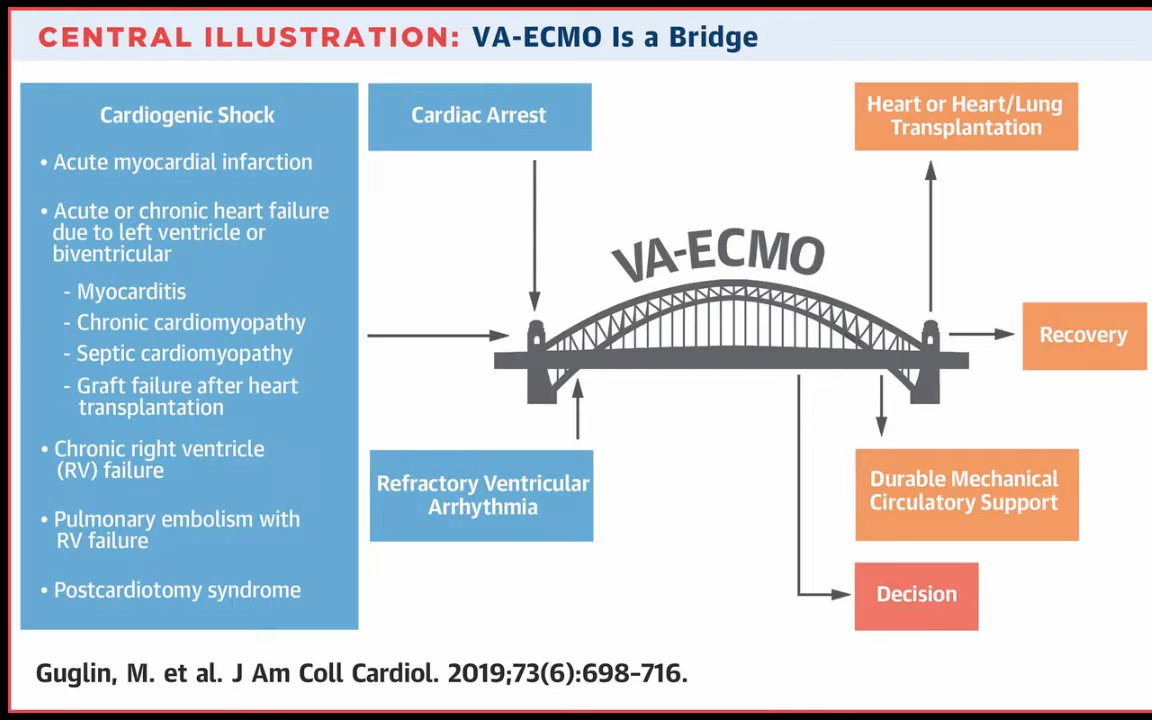 CENTRAL ILLUSTRATION: VA-ECMO Is a Bridge
Cardiogenic Shock
• Acute myocardial infarction
• Acute or chronic heart failure
due to left ventricle or
biventricular
- Myocarditis
- Chronic cardiomyopathy
- Septic cardiomyopathy
- Graft failure after heart
transplantation
• Chronic right ventricle
(RV) failure
• Pulmonary embolism with
RV failure
• Postcardiotomy syndrome
Cardiac Arrest
Refractory Ventricular
Arrhythmia
VA-ECMO
Heart or Heart/Lung
Transplantation
Recovery
Durable Mechanical
Circulatory Support
Decision
Guglin, M. et al. J Am Coll Cardiol. 2019;73(6):698-716.